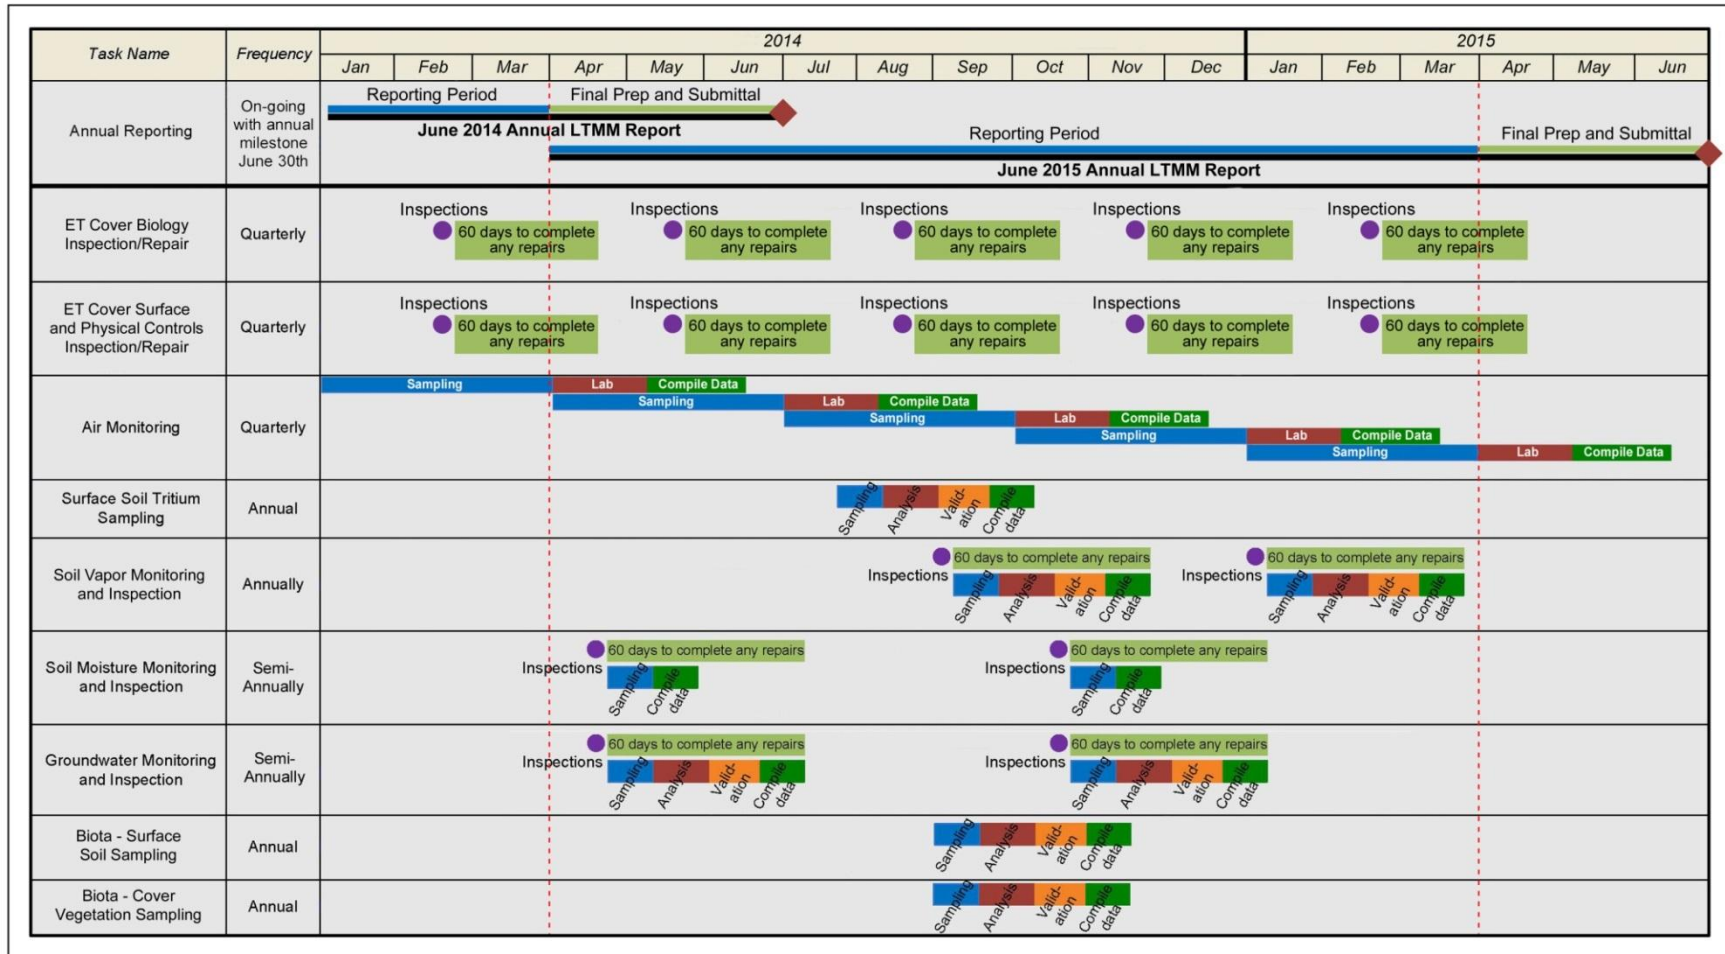 Task Name
Frequency
2014
2015
Jan Feb Mar Apr May Jun Jul Aug Sep Oct Nov Dec Jan Feb Mar Apr May Jun
Annual Reporting
On-going
with annual
milestone
June 30th
Reporting Period
Final Prep and Submittal
June 2014 Annual LTMM Report
Reporting Period
Final Prep and Submittal
June 2015 Annual LTMM Report
ET Cover Biology
Inspection/Repair
Quarterly
Inspections
60 days to complete
any repairs
Inspections
60 days to complete
any repairs
Inspections
60 days to complete
any repairs
Inspections
60 days to complete
any repairs
Inspections
60 days to complete
any repairs
ET Cover Surface
and Physical Controls
Inspection/Repair
Quarterly
Inspections
60 days to complete
any repairs
Inspections
60 days to complete
any repairs
Inspections
60 days to complete
any repairs
Inspections
60 days to complete
any repairs
Inspections
60 days to complete
any repairs
Air Monitoring
Quarterly
Sampling Lab Compile Data
Sampling Lab Compile Data
Sampling Lab Compile Data
Sampling Lab Compile Data
Sampling Lab Compile Data
Surface Soil Tritium
Sampling
Annual
Sampling
Analysis
Valid-
ation
Compile
data
Soil Vapor Monitoring
and Inspection
Annually
60 days to complete any repairs
Inspections
Sampling
Analysis
Valid-
ation
Compile
data
60 days to complete any repairs
Inspections
Sampling
Analysis
Valid-
ation
Compile
data
Soil Moisture Monitoring
and Inspection
Semi-
Annually
60 days to complete any repairs
Inspections
Sampling
Compile
data
60 days to complete any repairs
Inspections
Sampling
Compile
data
Groundwater Monitoring
and Inspection
Semi-
Annually
60 days to complete any repairs
Inspections
Sampling
Analysis
Valid-
ation
Compile
data
60 days to complete any repairs
Inspections
Sampling
Analysis
Valid-
ation
Compile
data
Biota - Surface
Soil Sampling
Annual
Sampling
Analysis
Valid-
ation
Compile
data
Biota - Cover
Vegetation Sampling
Annual
Sampling
Analysis
Valid-
ation
Compile
data